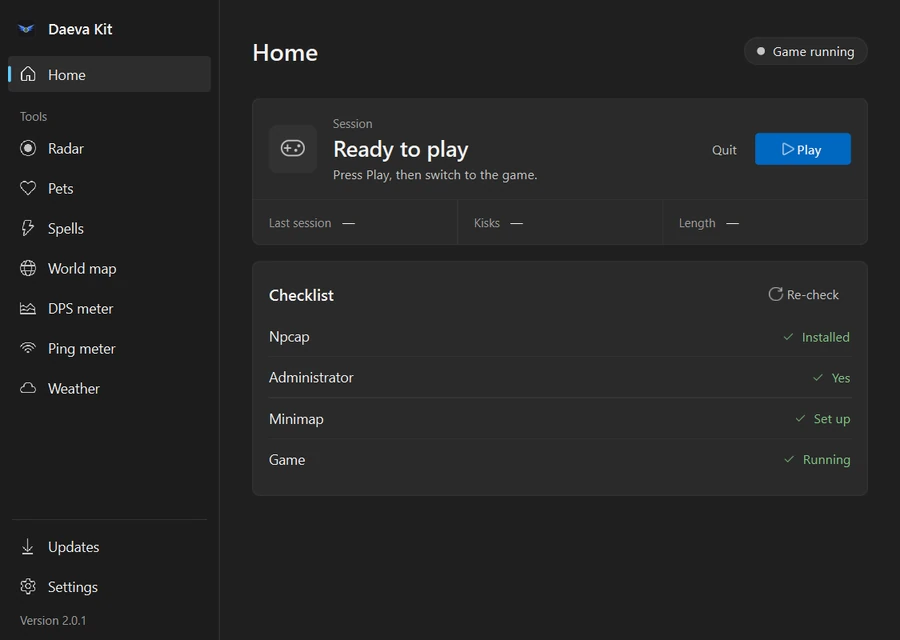 Daeva Kit
Home
Tools
Radar
Pets
Spells
World map
DPS meter
Ping meter
Weather
Updates
Settings
Version 2.0.1
Home
Game running
Session
Ready to play
Press Play, then switch to the game.
Quit
Play
Last session —
Kisks —
Length —
Checklist
Re-check
Npcap
Installed
Administrator
Yes
Minimap
Set up
Game
Running